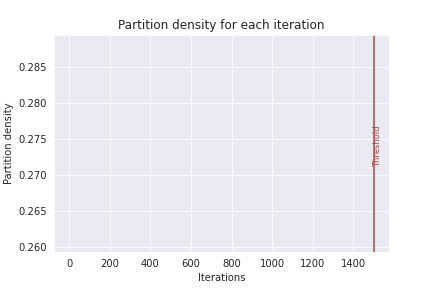 Partition density for each iteration
0.285
0.280
0.275
0.270
0.265
0.260
Partition density
Threshold
0 200 400 600 800 1000 1200 1400
Iterations